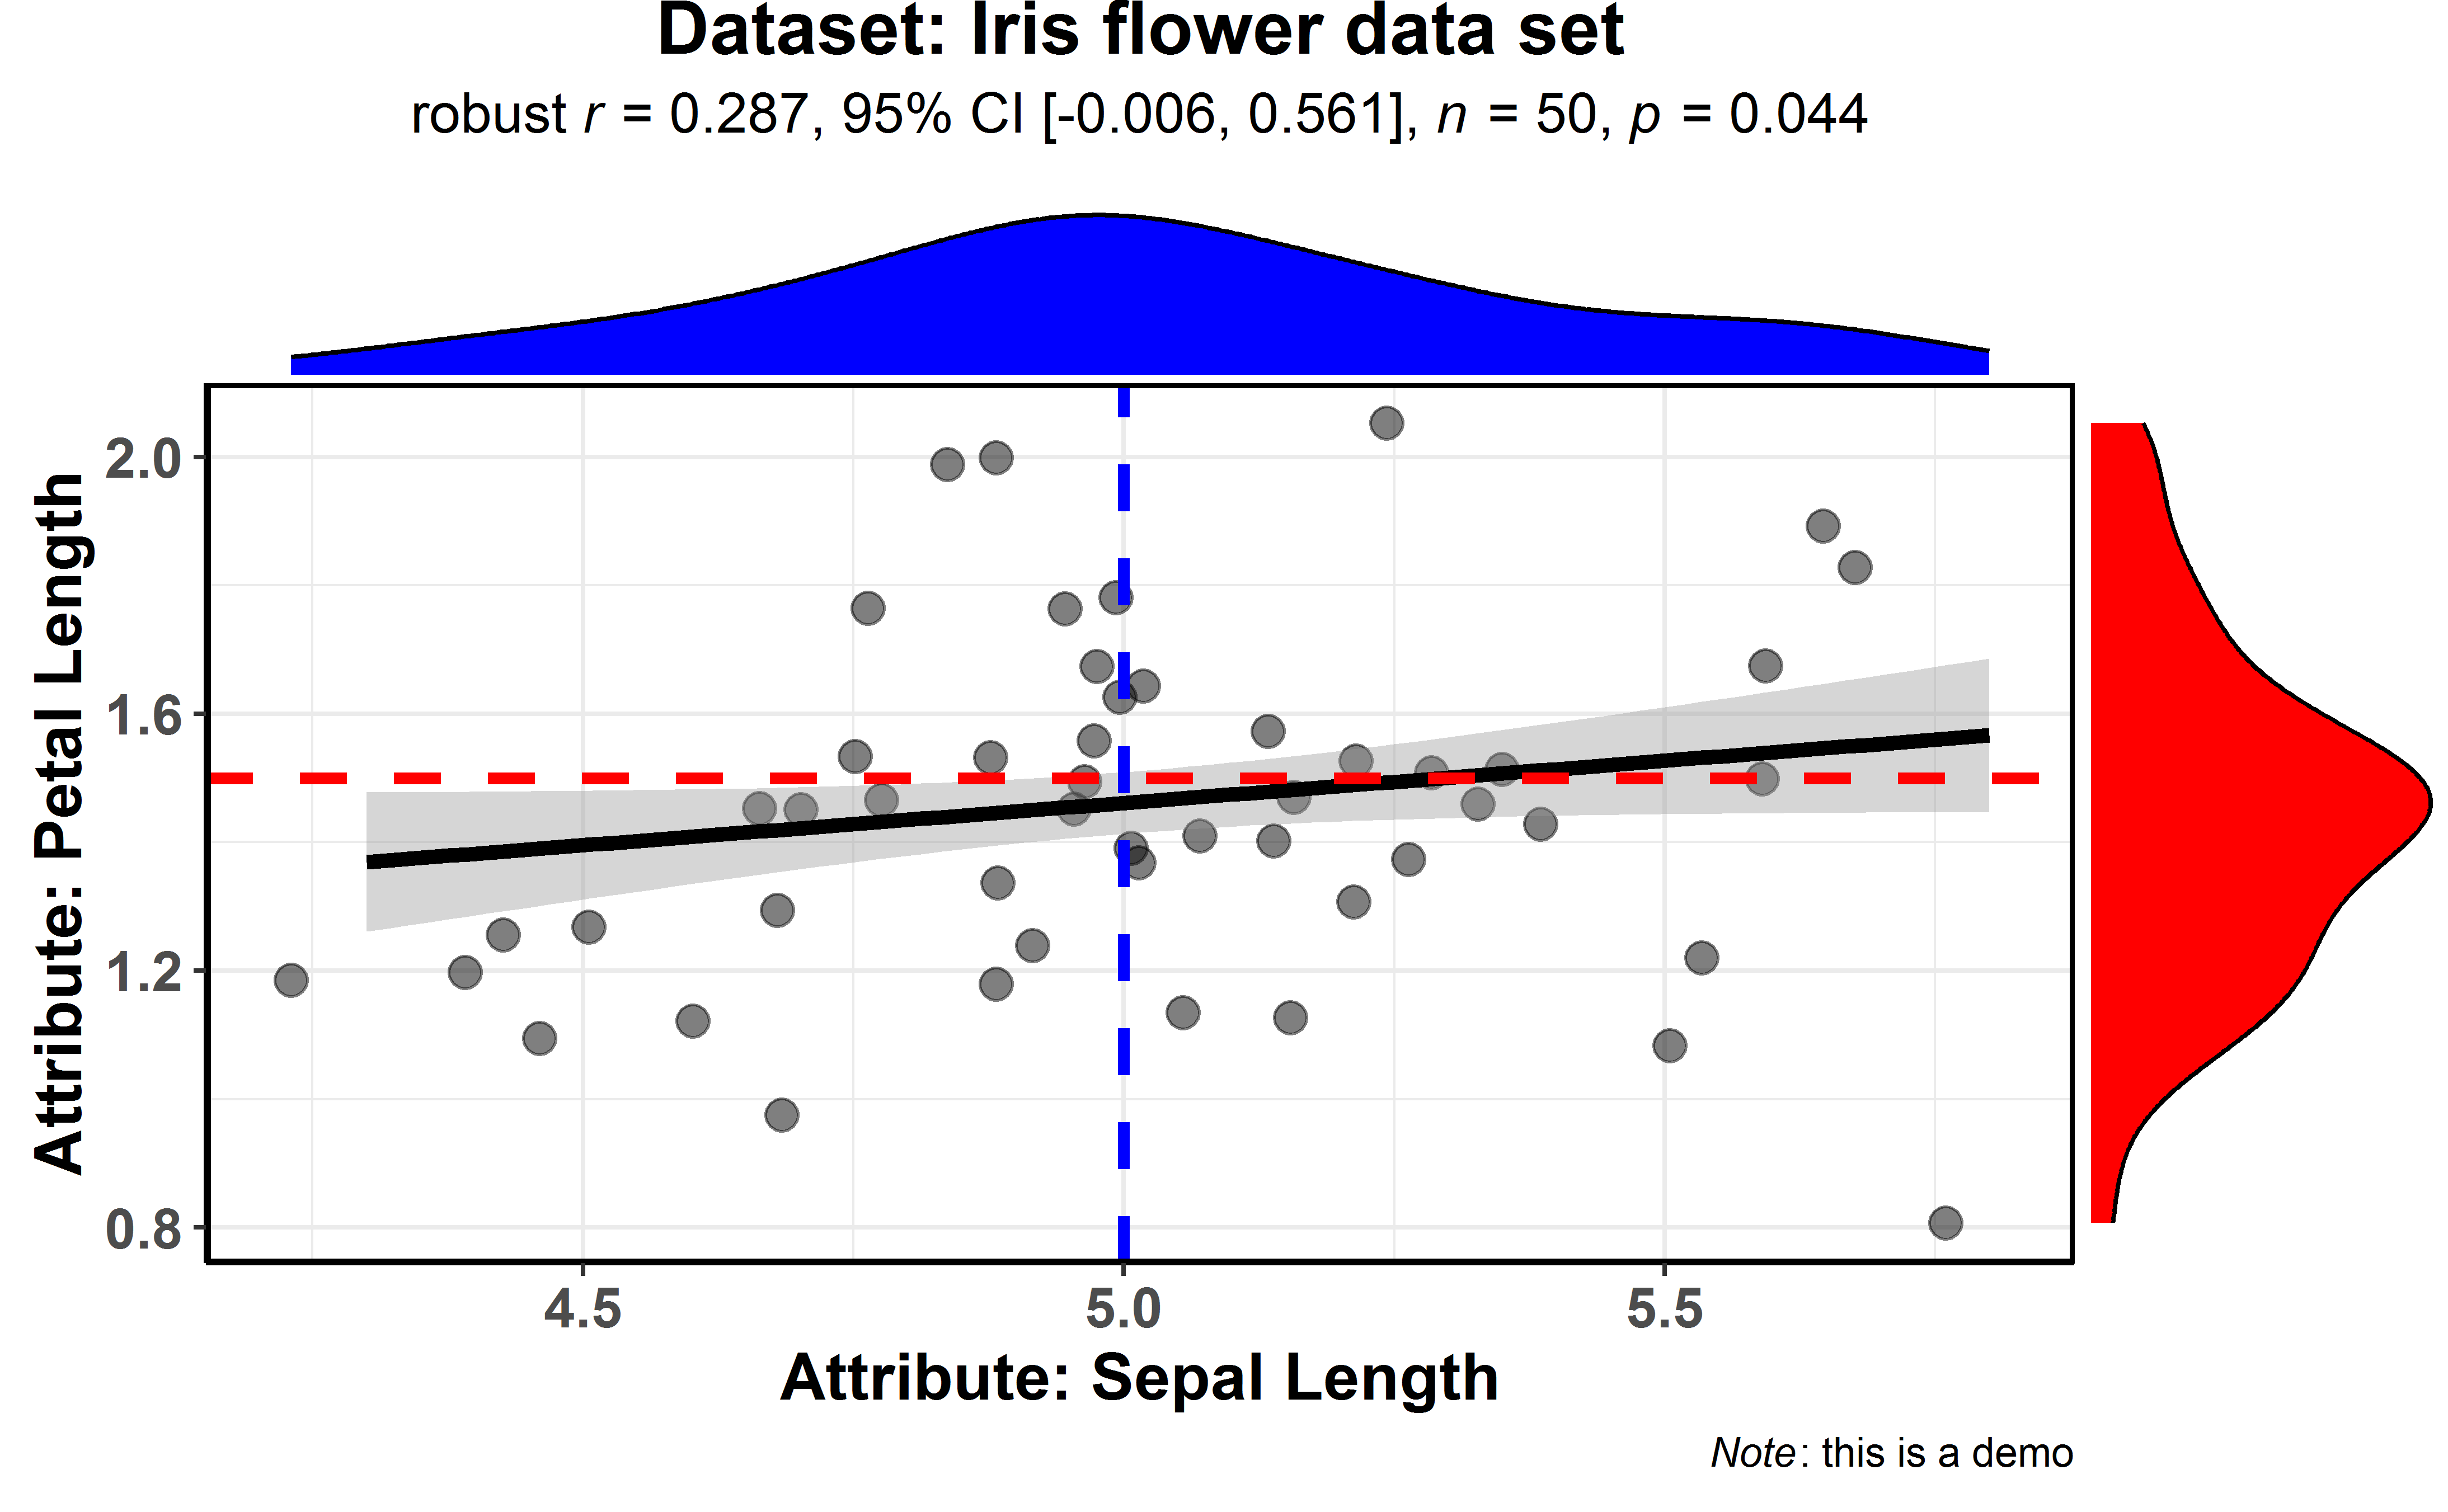 Dataset: Iris flower data set
robust r = 0.287, 95% CI [-0.006, 0.561], n = 50, p = 0.044
Attribute: Petal Length
2.0
1.6
1.2
0.8
4.5 5.0 5.5
Attribute: Sepal Length
Note: this is a demo